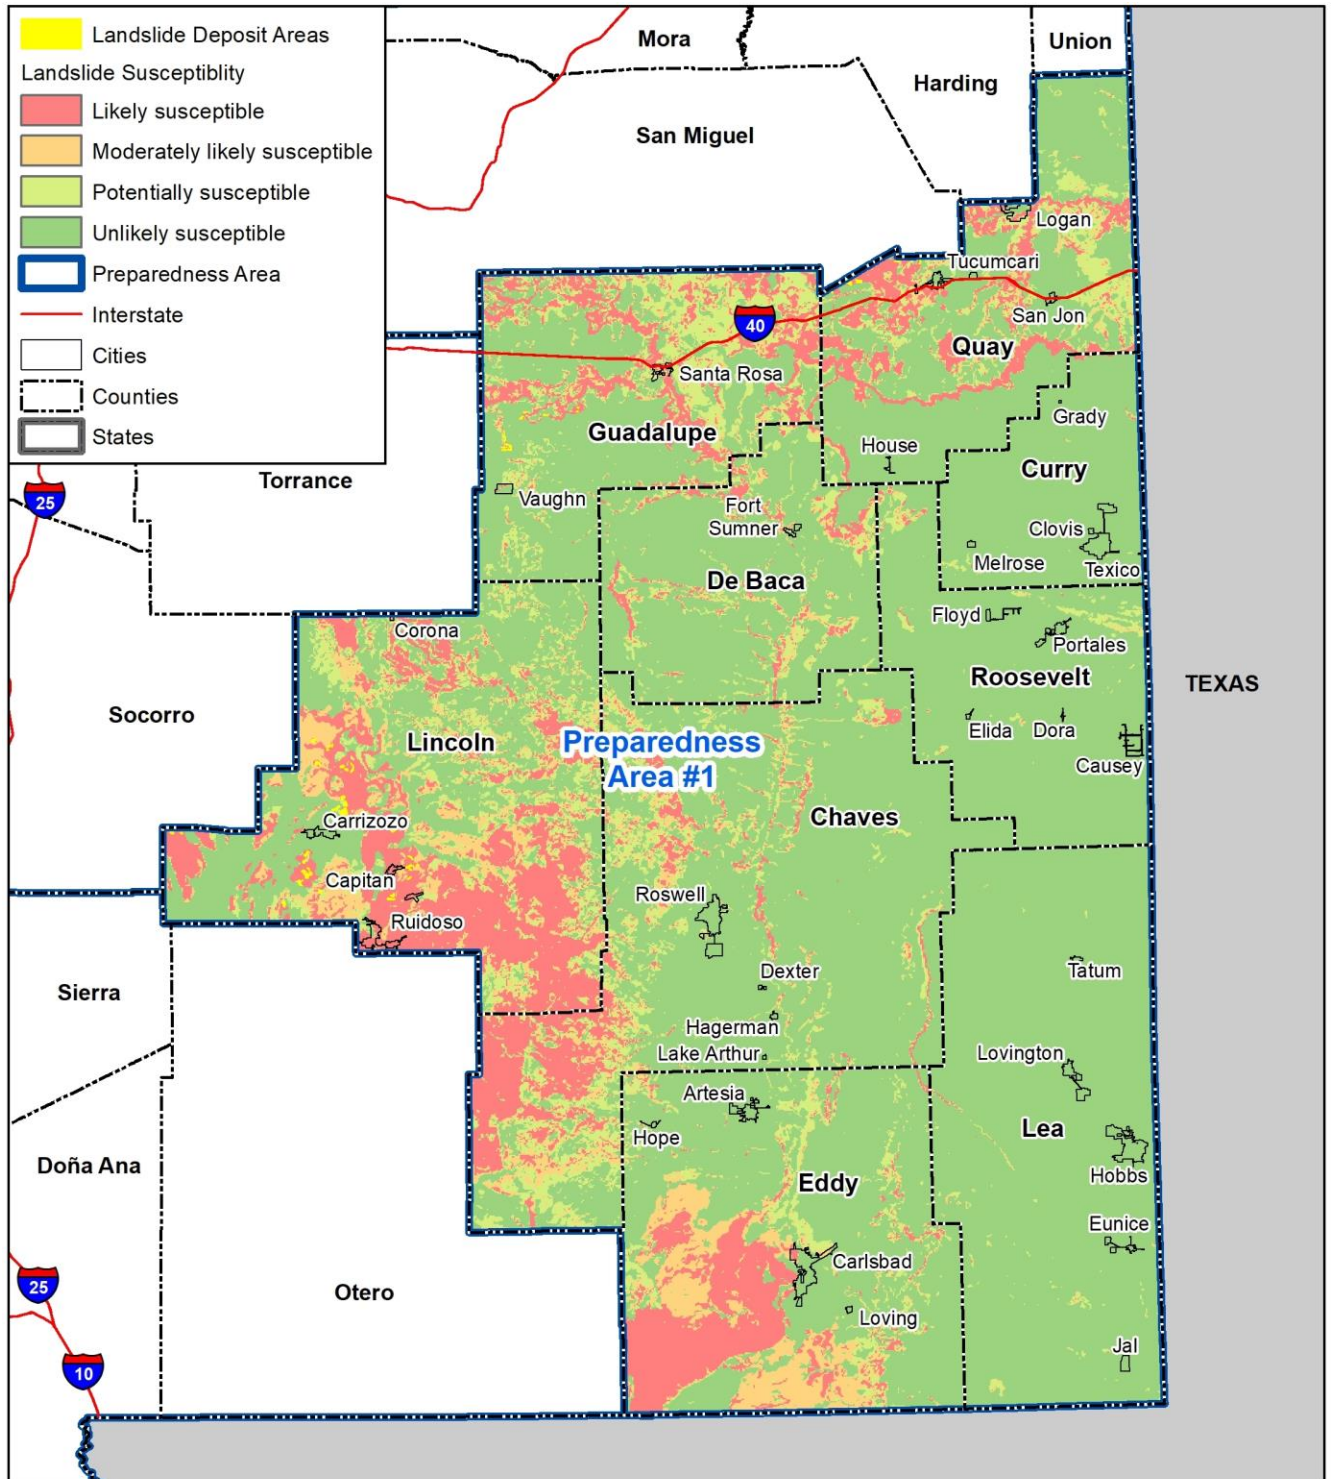 Landslide Deposit Areas
Landslide Susceptiblity
Likely susceptible
Moderately likely susceptible
Potentially susceptible
Unlikely susceptible
Preparedness Area
Interstate
Cities
Counties
States
Mora
Union
Harding
San Miguel
Logan
Tucumcari
San Jon
40
Quay
Santa Rosa
Grady
Guadalupe
House
Curry
Torrance
25
Vaughn
Fort
Sumner
Clovis
Melrose
Texico
De Baca
Floyd
Corona
Portales
Roosevelt
TEXAS
Socorro
Lincoln
Preparedness
Area #1
Elida
Dora
Causey
Chaves
Carrizozo
Capitan
Roswell
Ruidoso
Dexter
Tatum
Sierra
Hagerman
Lake Arthur
Lovington
Artesia
Hope
Lea
Doña Ana
Eddy
Hobbs
Eunice
Carlsbad
25
Otero
Loving
Jal
10